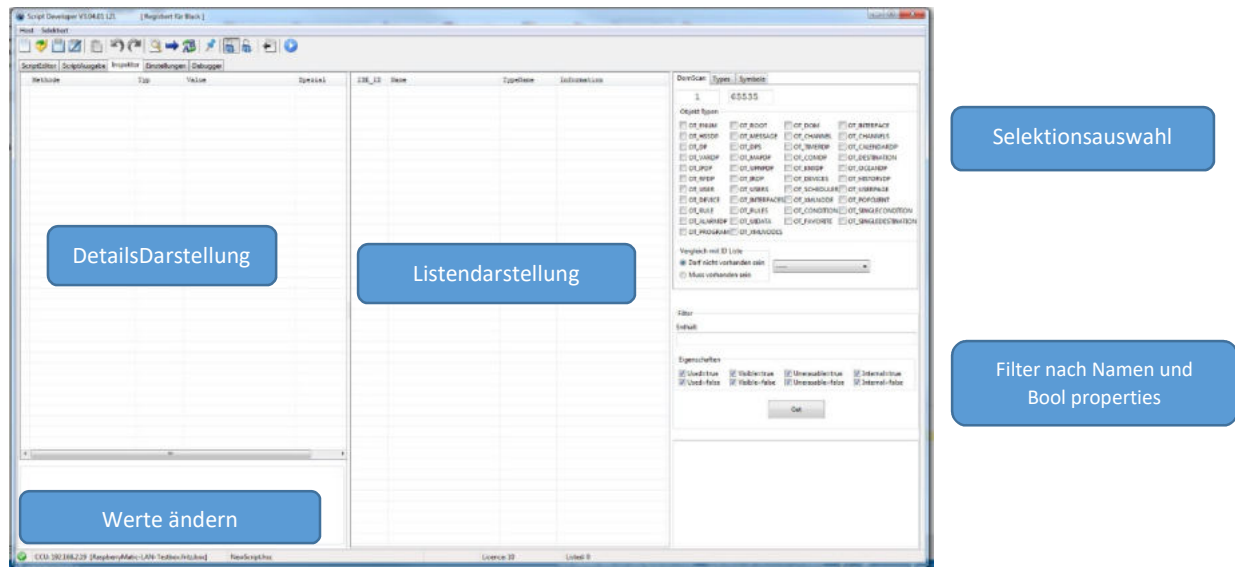 Script Developer V3.04.01 L21 [ Registriert für Black ]
Host Selektiert
ScriptEditor ScriptAusgabe Inspektor Einstellungen Debugger
Methode Typ Value Spezial
ISE_ID Name TypeName Information
DomScan Types Symbols
1 65535
Objekt Typen
OT_ENUM OT_ROOT OT_DOM OT_INTERFACE
OT_HSSDP OT_MESSAGE OT_CHANNEL OT_CHANNELS
OT_DP OT_DPS OT_TIMERDP OT_CALENDARDP
OT_VARDP OT_MAPDP OT_COMDP OT_DESTINATION
OT_IPDP OT_UPNPDP OT_KNXDP OT_OCEANDP
OT_RFDP OT_IRDP OT_DEVICES OT_HISTORYDP
OT_USER OT_USERS OT_SCHEDULER OT_USERPAGE
OT_DEVICE OT_INTERFACES OT_XMLNODE OT_POPCLIENT
OT_RULE OT_RULES OT_CONDITION OT_SINGLECONDITION
OT_ALARMDP OT_UIDATA OT_FAVORITE OT_SINGLEDESTINATION
OT_PROGRAM OT_XMLNODES
Vergleich mit ID Liste
Darf nicht vorhanden sein
-----
Muss vorhanden sein
Filter
Enthält
Eigenschaften
Used=true Visible=true Unerasable=true Internal=true
Used=false Visible=false Unerasable=false Internal=false
Get
DetailsDarstellung
Listendarstellung
Selektionsauswahl
Filter nach Namen und
Bool properties
Werte ändern
CCU: 192.168.2.29 [RaspberryMatic-LAN-Testbox.fritz.box] NewScript.hsc Licence: 10 Listed: 0